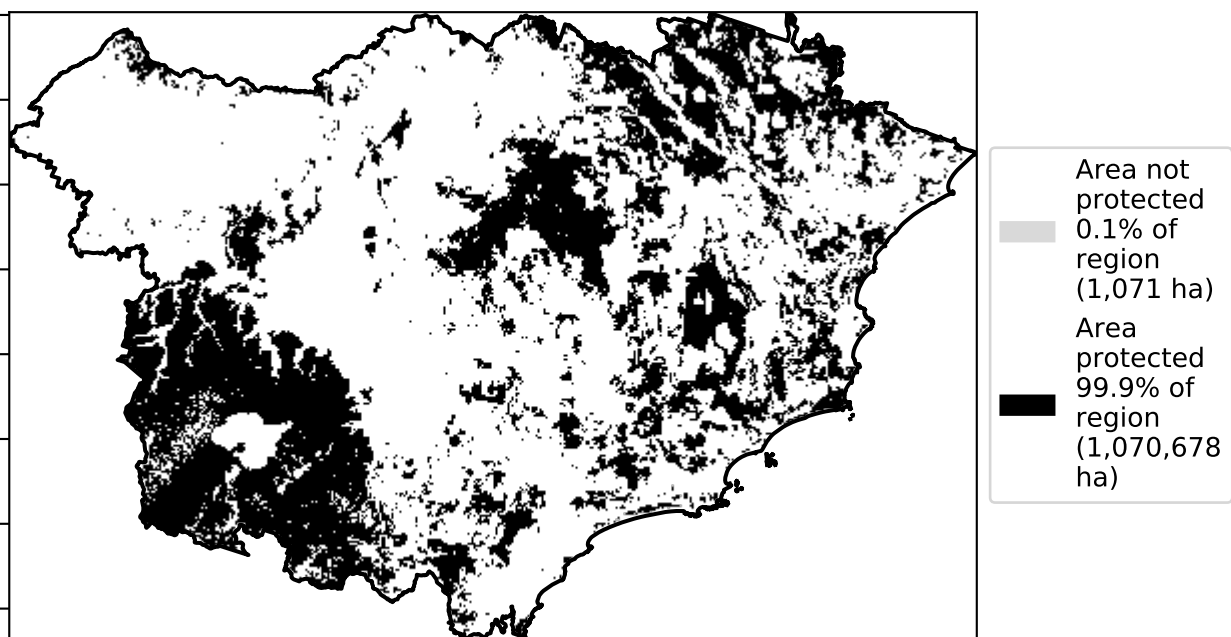 Area not
protected
0.1% of
region
(1,071 ha)
Area
protected
99.9% of
region
(1,070,678
ha)